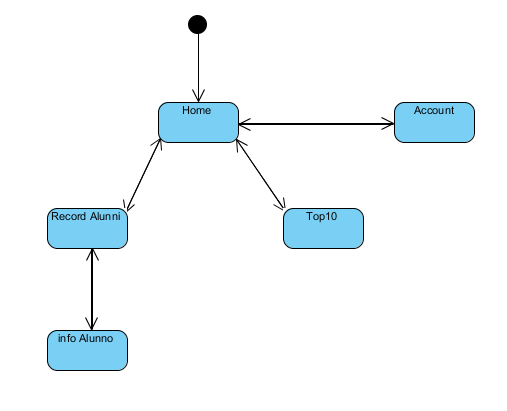 Home
Account
Record Alunni
Top10
info Alunno